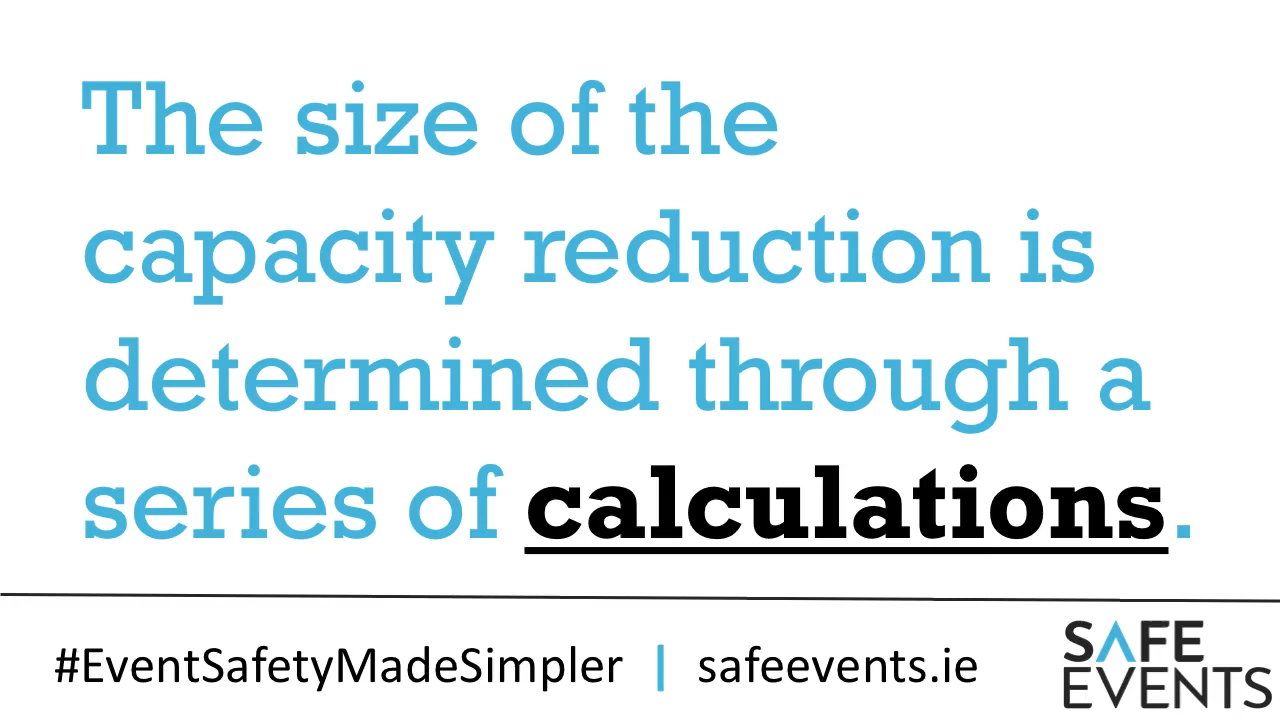 The size of the
capacity reduction is
determined through a
series of calculations.
#EventSafetyMadeSimpler | safeevents.ie
SAFE
EVENTS